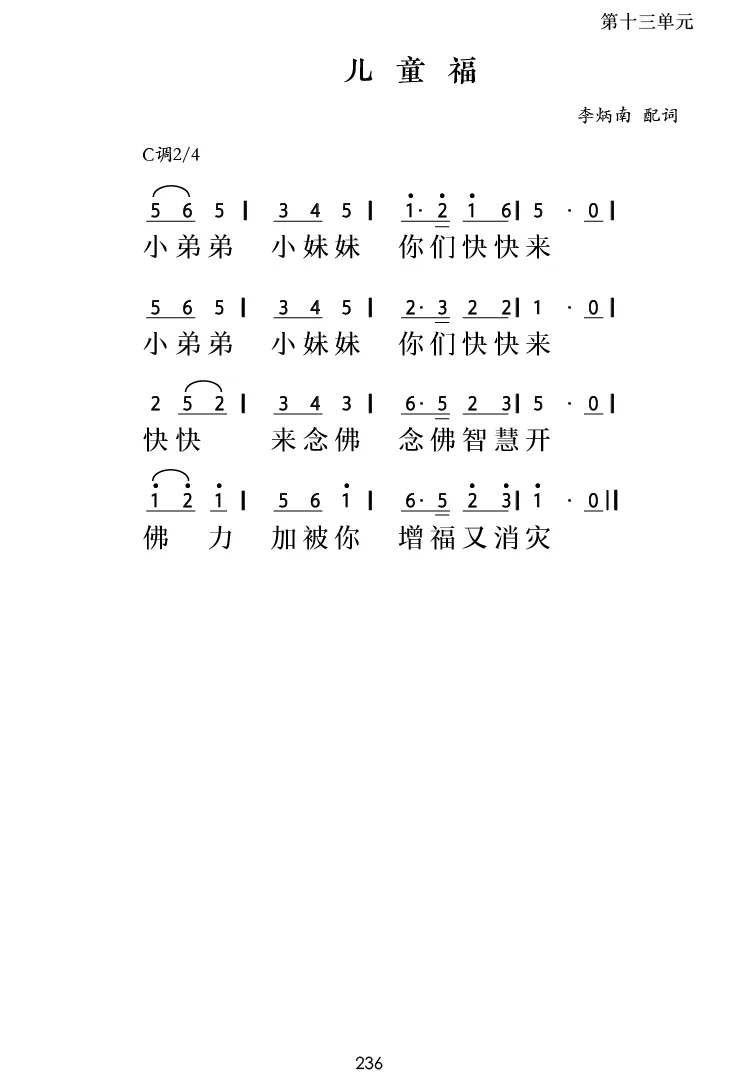 第十三单元
儿童福
李炳南 配词
C调2/4
5 6 5 | 3 4 5 | 1· 2 1 6 | 5 · 0 |
小弟弟 小妹妹 你们快快来
5 6 5 | 3 4 5 | 2· 3 2 2 | 1 · 0 |
小弟弟 小妹妹 你们快快来
2 5 2 | 3 4 3 | 6· 5 2 3 | 5 · 0 |
快快 来念佛 念佛智慧开
1 2 1 | 5 6 1 | 6· 5 2 3 | 1 · 0 ||
佛 力 加被你 增福又消灾
236